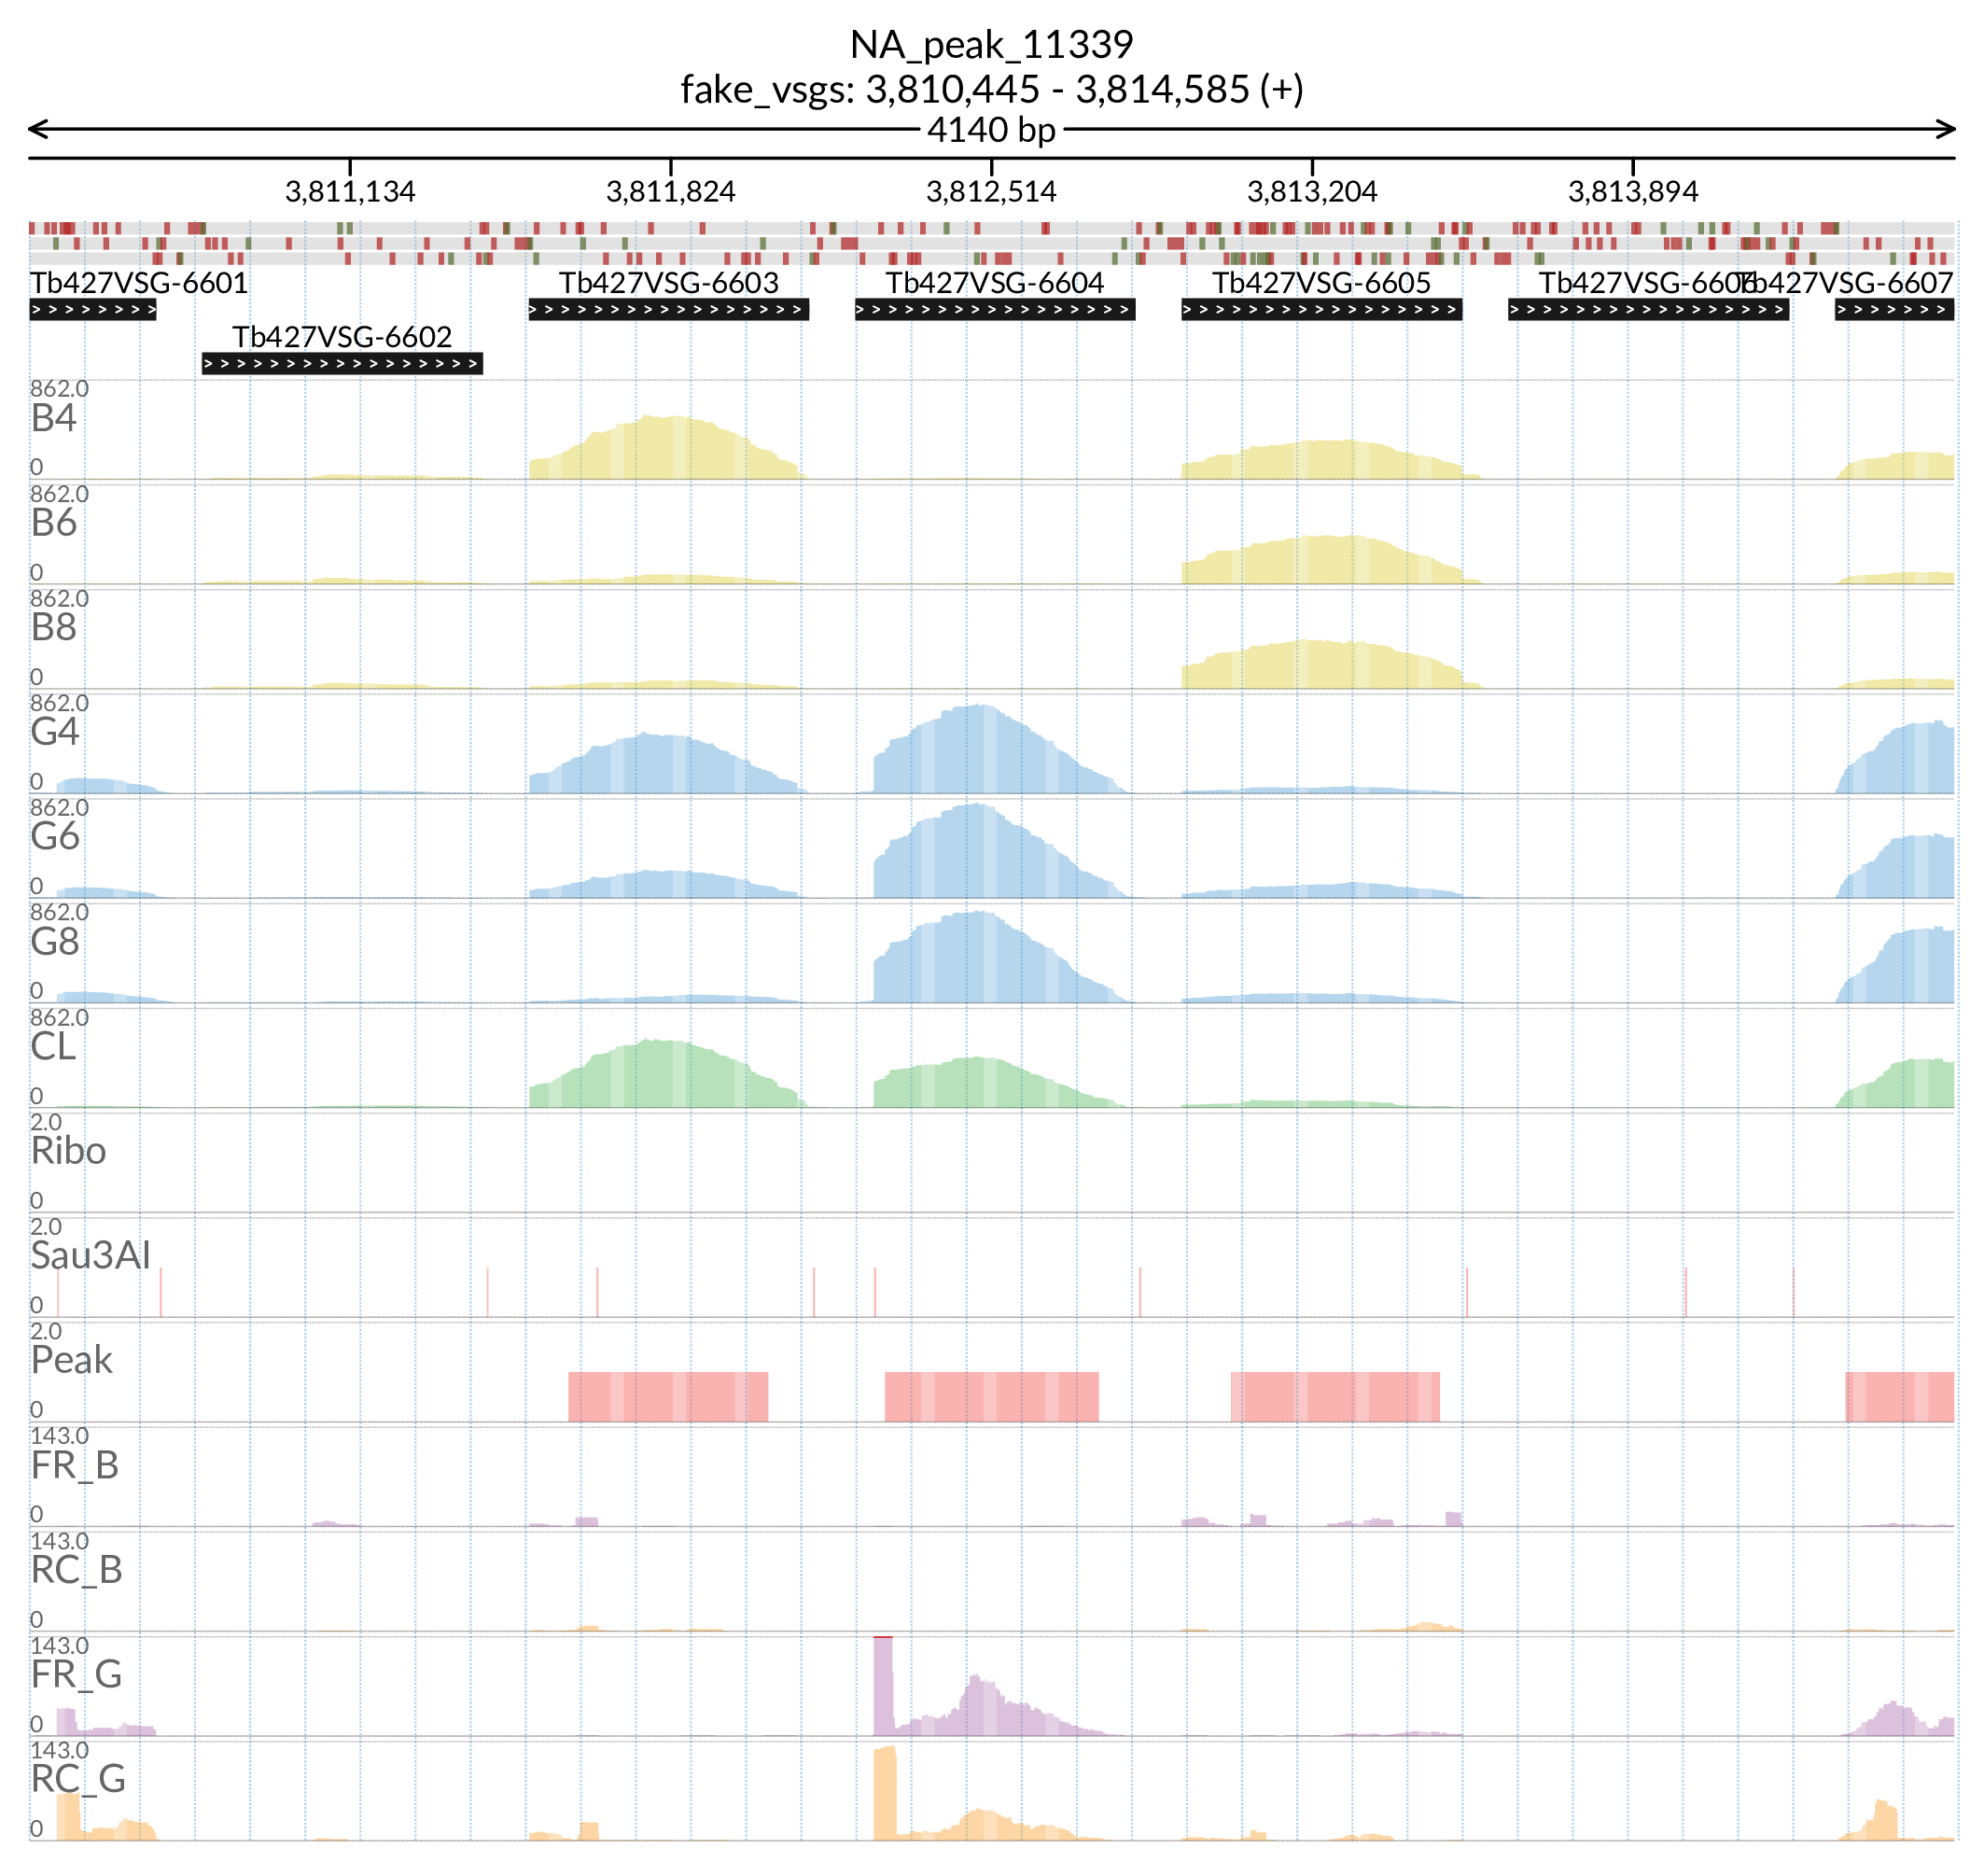 NA_peak_11339
fake_vsgs: 3,810,445 - 3,814,585 (+)
4140 bp
3,811,134 3,811,824 3,812,514 3,813,204 3,813,894
Tb427VSG-6601 Tb427VSG-6603 Tb427VSG-6604 Tb427VSG-6605 Tb427VSG-6606 Tb427VSG-6607
Tb427VSG-6602
862.0
B4
0
862.0
B6
0
862.0
B8
0
862.0
G4
0
862.0
G6
0
862.0
G8
0
862.0
CL
0
2.0
Ribo
0
2.0
Sau3AI
0
2.0
Peak
0
143.0
FR_B
0
143.0
RC_B
0
143.0
FR_G
0
143.0
RC_G
0